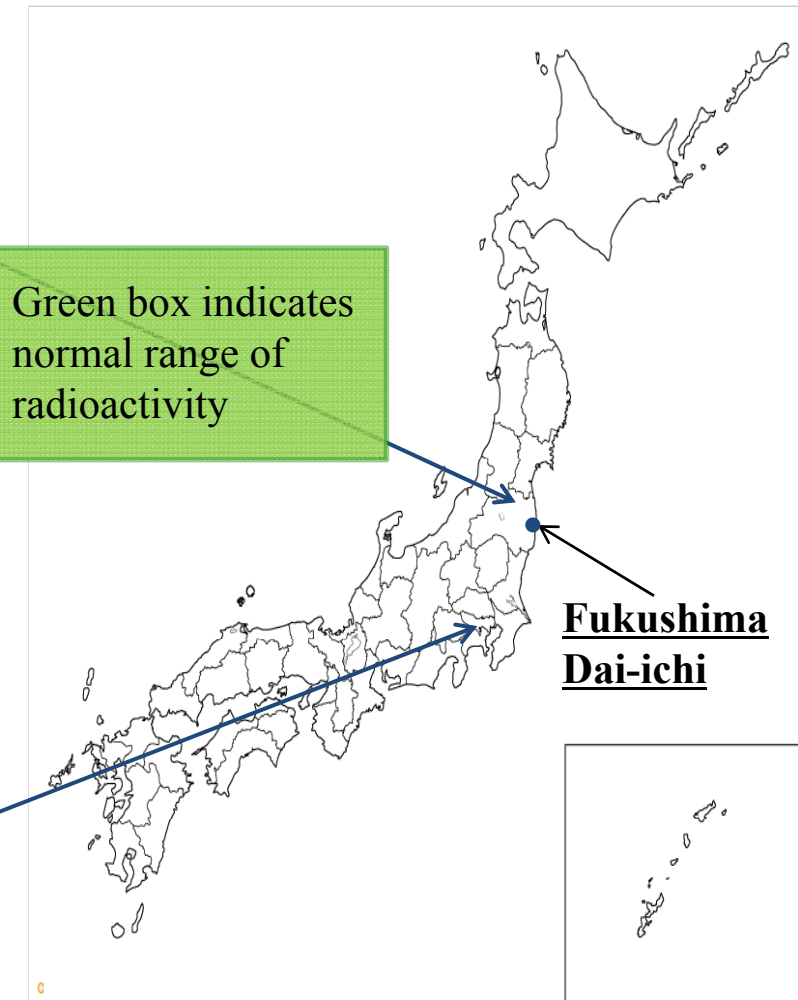 Green box indicates
normal range of
radioactivity
Fukushima
Dai-ichi